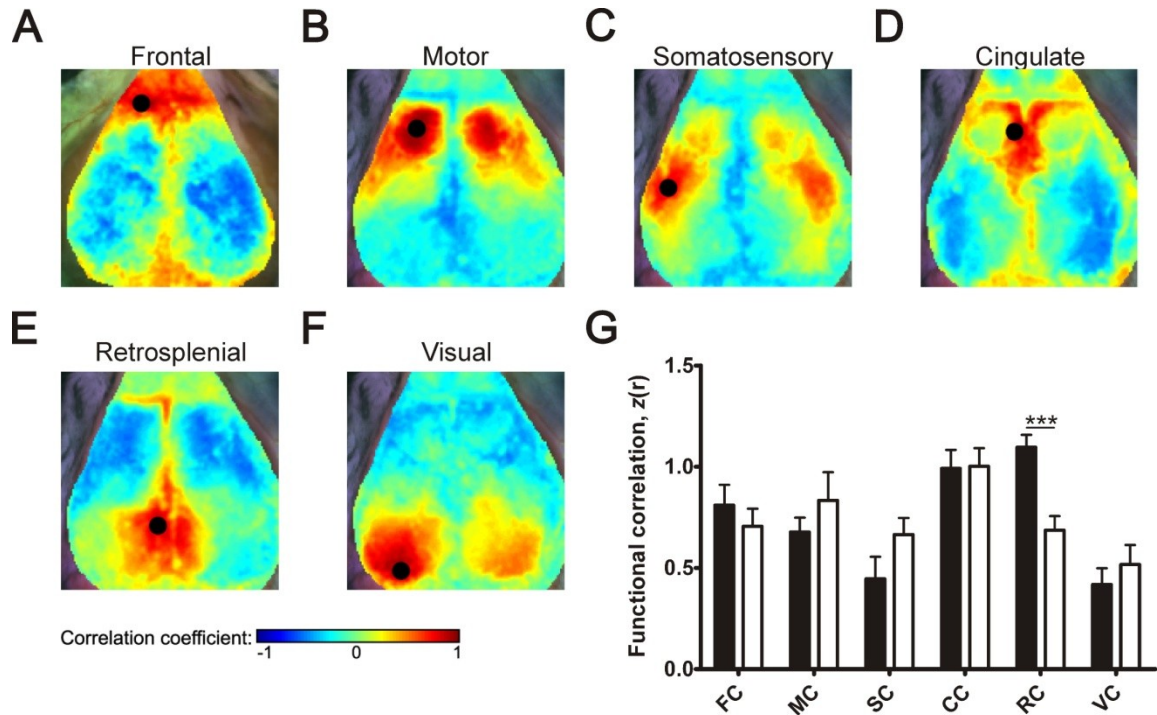 A
Frontal
B
Motor
C
Somatosensory
D
Cingulate
E
Retrosplenial
F
Visual
Correlation coefficient:
-1 0 1
G
Functional correlation, z(r)
1.5
1.0
0.5
0.0
***
FC MC SC CC RC VC